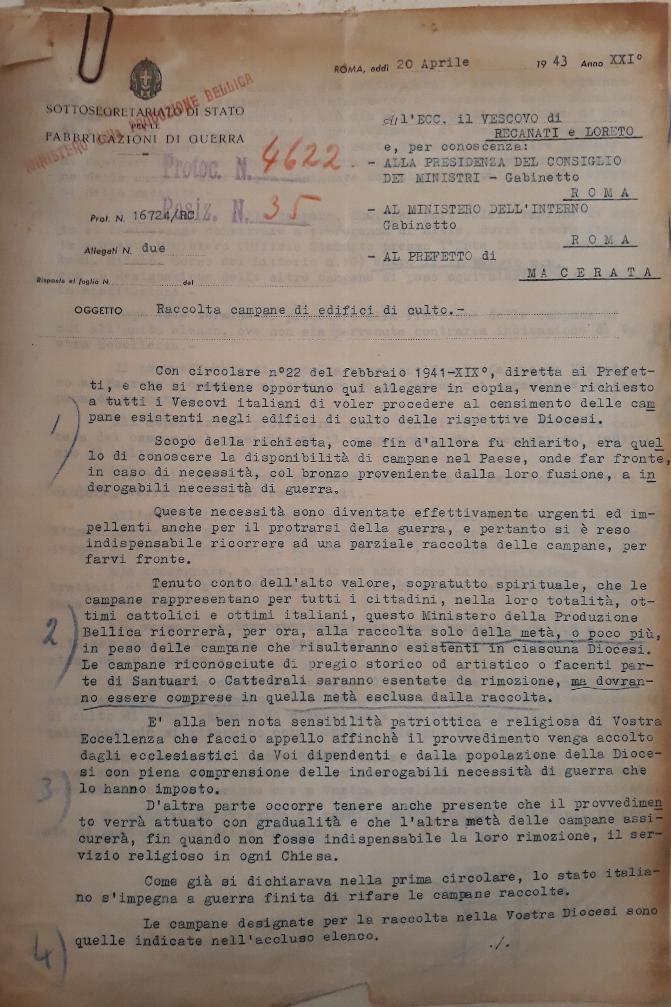 ROMA, addì 20 Aprile 1943 Anno XXI°
SOTTOSEGRETARIATO DI STATO
PER LE
FABBRICAZIONI DI GUERRA
MINISTERO DELLA PRODUZIONE BELLICA
Protoc. N. 4622.
Posiz. N. 35
Prot. N. 16724/RC
Allegati N. due
Risposta al foglio N. del
All'ECC. il VESCOVO di
RECANATI e LORETO
e, per conoscenza:
- ALLA PRESIDENZA DEL CONSIGLIO
DEI MINISTRI - Gabinetto
R O M A
- AL MINISTERO DELL'INTERNO
Gabinetto
R O M A
- AL PREFETTO di
M A C E R A T A
OGGETTO Raccolta campane di edifici di culto.-
Con circolare n°22 del febbraio 1941-XIX°, diretta ai Prefet-
ti, e che si ritiene opportuno qui allegare in copia, venne richiesto
a tutti i Vescovi italiani di voler procedere al censimento delle cam
pane esistenti negli edifici di culto delle rispettive Diocesi.
1)
Scopo della richiesta, come fin d'allora fu chiarito, era quel
lo di conoscere la disponibilità di campane nel Paese, onde far fronte,
in caso di necessità, col bronzo proveniente dalla loro fusione, a in
derogabili necessità di guerra.
Queste necessità sono diventate effettivamente urgenti ed im-
pellenti anche per il protrarsi della guerra, e pertanto si è reso
indispensabile ricorrere ad una parziale raccolta delle campane, per
farvi fronte.
Tenuto conto dell'alto valore, sopratutto spirituale, che le
campane rappresentano per tutti i cittadini, nella loro totalità, ot-
timi cattolici e ottimi italiani, questo Ministero della Produzione
2)
Bellica ricorrerà, per ora, alla raccolta solo della metà, o poco più,
in peso delle campane che risulteranno esistenti in ciascuna Diocesi.
Le campane riconosciute di pregio storico od artistico o facenti par-
te di Santuari o Cattedrali saranno esentate da rimozione, ma dovran-
no essere comprese in quella metà esclusa dalla raccolta.
E' alla ben nota sensibilità patriottica e religiosa di Vostra
Eccellenza che faccio appello affinchè il provvedimento venga accolto
dagli ecclesiastici da Voi dipendenti e dalla popolazione della Dioce-
si con piena comprensione delle inderogabili necessità di guerra che
3)
lo hanno imposto.
D'altra parte occorre tenere anche presente che il provvedimen
to verrà attuato con gradualità e che l'altra metà delle campane assi-
curerà, fin quando non fosse indispensabile la loro rimozione, il ser-
vizio religioso in ogni Chiesa.
Come già si dichiarava nella prima circolare, lo stato italia-
no s'impegna a guerra finita di rifare le campane raccolte.
Le campane designate per la raccolta nella Vostra Diocesi sono
4)
quelle indicate nell'accluso elenco.
./.